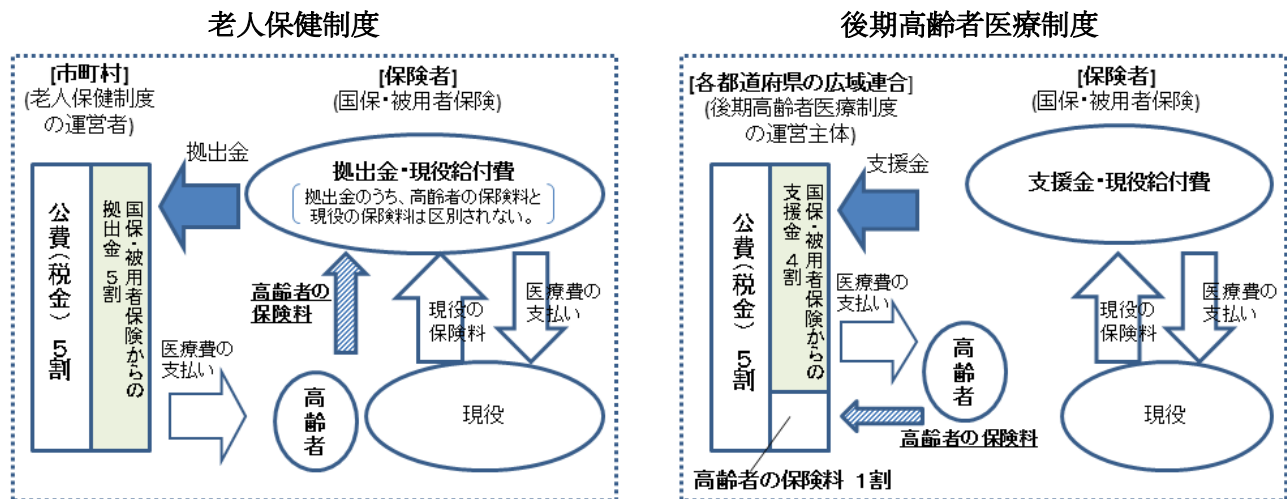 老人保健制度
[市町村]
(老人保健制度
の運営者)
[保険者]
(国保・被用者保険)
拠出金
拠出金・現役給付費
拠出金のうち、高齢者の保険料と
現役の保険料は区別されない。
公費(税金) 5割
国保・被用者保険からの
拠出金 5割
高齢者の
保険料
現役の
保険料
医療費の
支払い
医療費の
支払い
高齢者
現役
後期高齢者医療制度
[各都道府県の広域連合]
(後期高齢者医療制度
の運営主体)
[保険者]
(国保・被用者保険)
支援金
支援金・現役給付費
公費(税金) 5割
国保・被用者保険からの
支援金 4割
医療費の
支払い
現役の
保険料
医療費の
支払い
高齢者
現役
高齢者の保険料
高齢者の保険料 1割